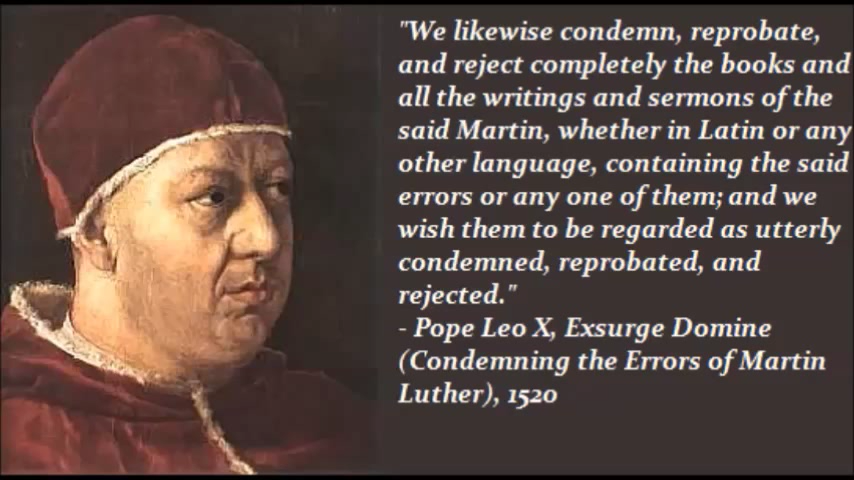 "We likewise condemn, reprobate,
and reject completely the books and
all the writings and sermons of the
said Martin, whether in Latin or any
other language, containing the said
errors or any one of them; and we
wish them to be regarded as utterly
condemned, reprobated, and
rejected."
- Pope Leo X, Exsurge Domine
(Condemning the Errors of Martin
Luther), 1520